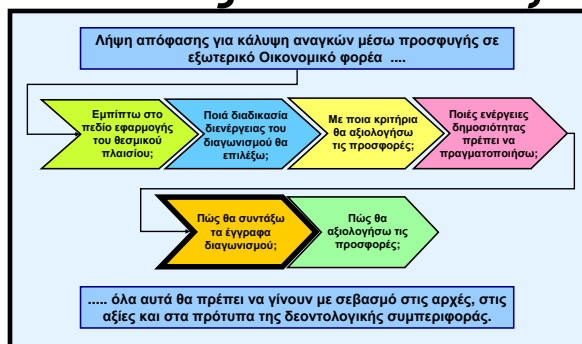 Λήψη απόφασης για κάλυψη αναγκών μέσω προσφυγής σε
εξωτερικό Οικονομικό φορέα ....
Εμπίπτω στο
πεδίο εφαρμογής
του θεσμικού
πλαισίου;
Ποιά διαδικασία
διενέργειας του
διαγωνισμού θα
επιλέξω;
Με ποια κριτήρια
θα αξιολογήσω
τις προσφορές;
Ποιές ενέργειες
δημοσιότητας
πρέπει να
πραγματοποιήσω;
Πώς θα συντάξω
τα έγγραφα
διαγωνισμού;
Πώς θα
αξιολογήσω τις
προσφορές;
..... όλα αυτά θα πρέπει να γίνουν με σεβασμό στις αρχές, στις
αξίες και στα πρότυπα της δεοντολογικής συμπεριφοράς.